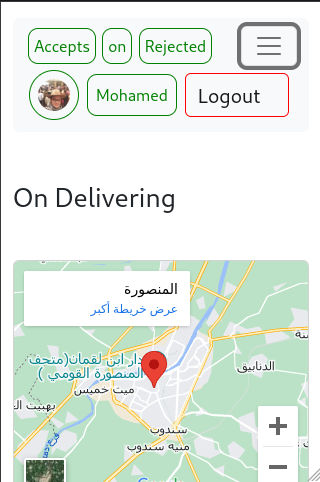 Accepts on Rejected
Mohamed Logout
On Delivering
المنصورة
عرض خريطة أكبر
دار ابن لقمان(متحف
المنصورة القومي )
الدنابيق
ميت خميس
سندوب
منية سندوب